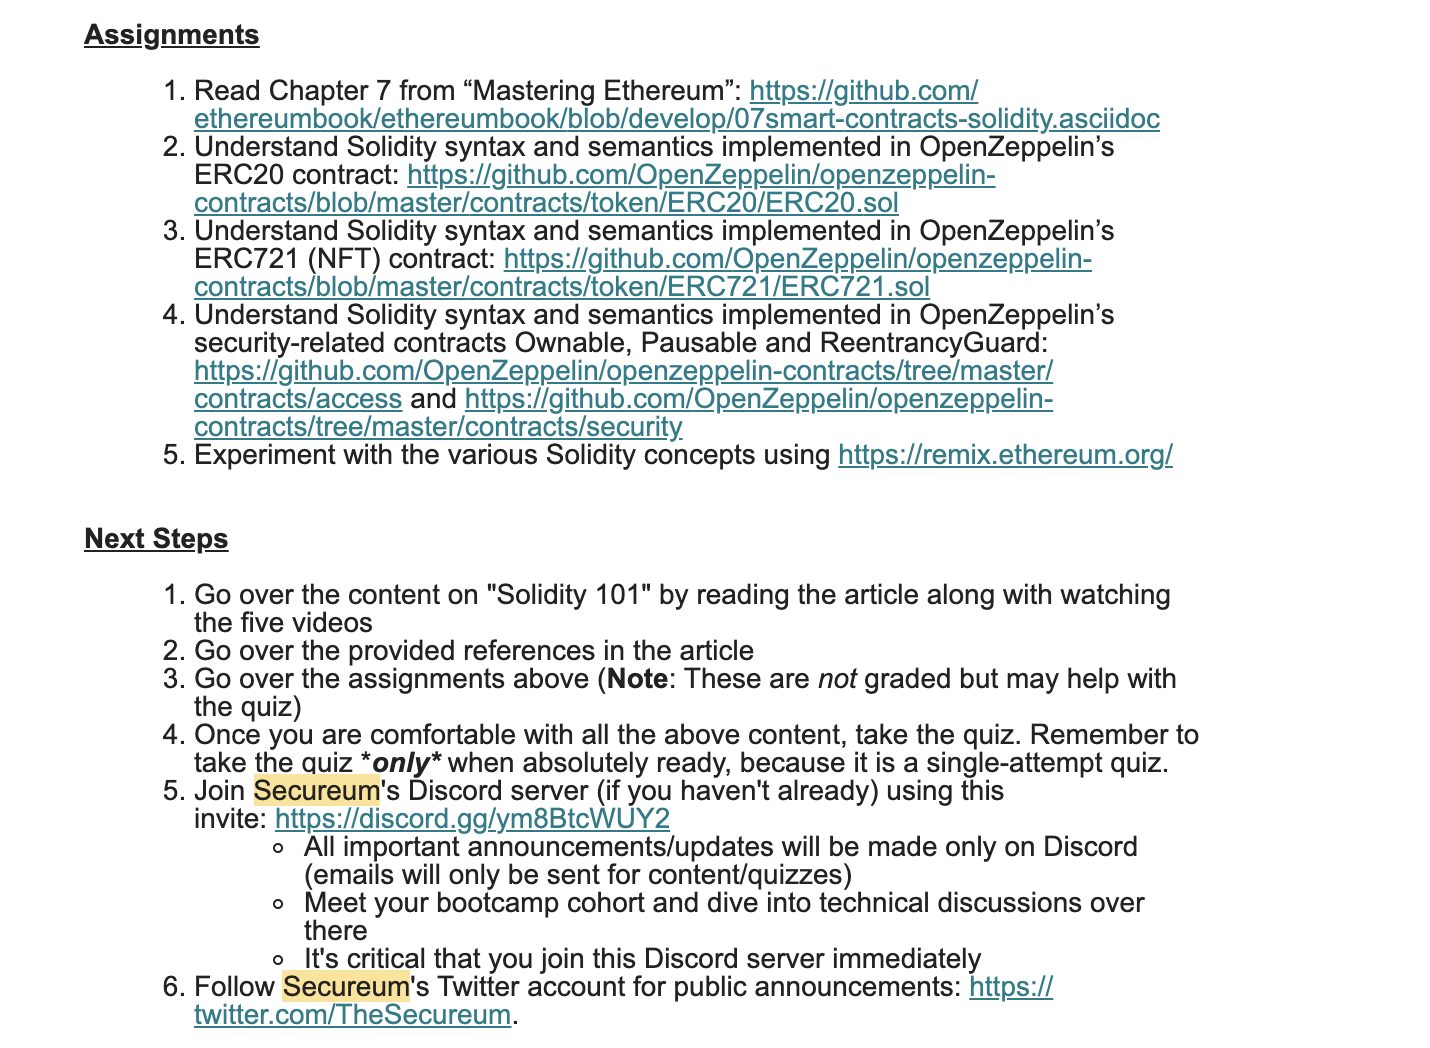 Assignments
1. Read Chapter 7 from “Mastering Ethereum”: https://github.com/
ethereumbook/ethereumbook/blob/develop/07smart-contracts-solidity.asciidoc
2. Understand Solidity syntax and semantics implemented in OpenZeppelin’s
ERC20 contract: https://github.com/OpenZeppelin/openzeppelin-
contracts/blob/master/contracts/token/ERC20/ERC20.sol
3. Understand Solidity syntax and semantics implemented in OpenZeppelin’s
ERC721 (NFT) contract: https://github.com/OpenZeppelin/openzeppelin-
contracts/blob/master/contracts/token/ERC721/ERC721.sol
4. Understand Solidity syntax and semantics implemented in OpenZeppelin’s
security-related contracts Ownable, Pausable and ReentrancyGuard:
https://github.com/OpenZeppelin/openzeppelin-contracts/tree/master/
contracts/access and https://github.com/OpenZeppelin/openzeppelin-
contracts/tree/master/contracts/security
5. Experiment with the various Solidity concepts using https://remix.ethereum.org/
Next Steps
1. Go over the content on "Solidity 101" by reading the article along with watching
the five videos
2. Go over the provided references in the article
3. Go over the assignments above (Note: These are not graded but may help with
the quiz)
4. Once you are comfortable with all the above content, take the quiz. Remember to
take the quiz *only* when absolutely ready, because it is a single-attempt quiz.
5. Join Secureum's Discord server (if you haven't already) using this
invite: https://discord.gg/ym8BtcWUY2
◦ All important announcements/updates will be made only on Discord
(emails will only be sent for content/quizzes)
◦ Meet your bootcamp cohort and dive into technical discussions over
there
◦ It's critical that you join this Discord server immediately
6. Follow Secureum's Twitter account for public announcements: https://
twitter.com/TheSecureum.